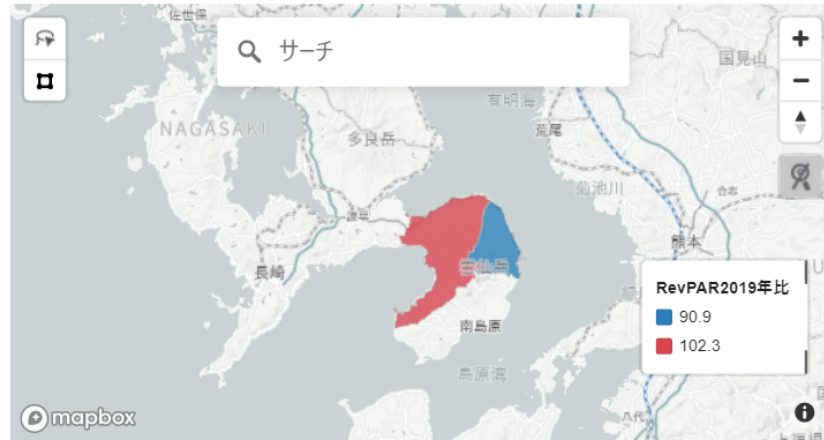 佐世保
サーチ
国見山
有明海
NAGASAKI
荒尾
多良岳
菊池川
合志
諫早
熊本
雲仙岳
長崎
RevPAR2019年比
90.9
102.3
南島原
島原湾
八代
mapbox